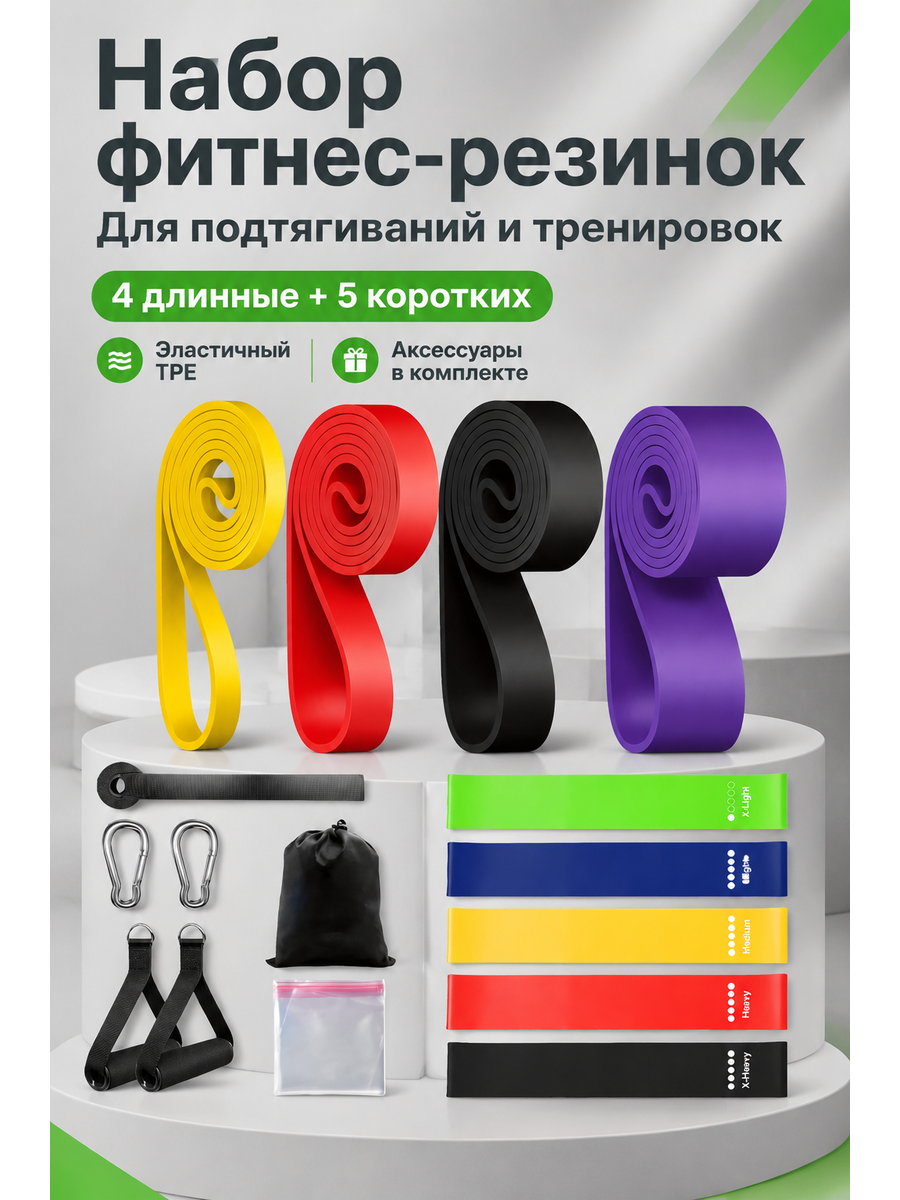 Набор
фитнес-резинок
Для подтягиваний и тренировок
4 длинные + 5 коротких
Эластичный
TPE
Аксессуары
в комплекте
X-Light
Medium
Heavy
X-Heavy